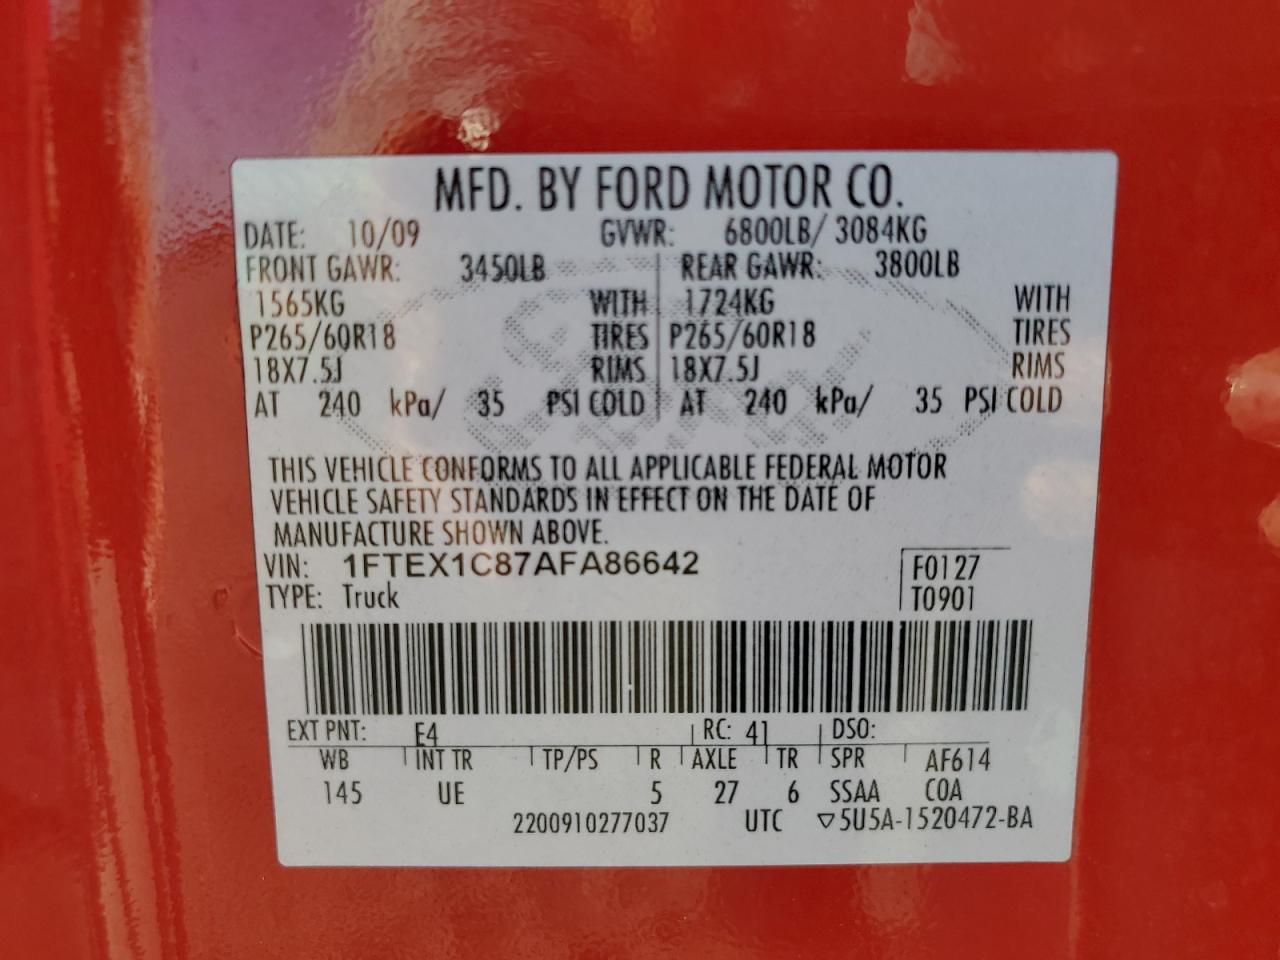 MFD. BY FORD MOTOR CO.
DATE: 10/09 GVWR: 6800LB/ 3084KG
FRONT GAWR: 3450LB REAR GAWR: 3800LB
1565KG WITH 1724KG WITH
P265/60R18 TIRES P265/60R18 TIRES
18X7.5J RIMS 18X7.5J RIMS
AT 240 kPa/ 35 PSI COLD AT 240 kPa/ 35 PSI COLD
THIS VEHICLE CONFORMS TO ALL APPLICABLE FEDERAL MOTOR
VEHICLE SAFETY STANDARDS IN EFFECT ON THE DATE OF
MANUFACTURE SHOWN ABOVE.
VIN: 1FTEX1C87AFA86642 F0127
TYPE: Truck T0901
EXT PNT: E4 RC: 41 DSO:
WB INT TR TP/PS R AXLE TR SPR AF614
145 UE 5 27 6 SSAA COA
2200910277037 UTC ▽5U5A-1520472-BA